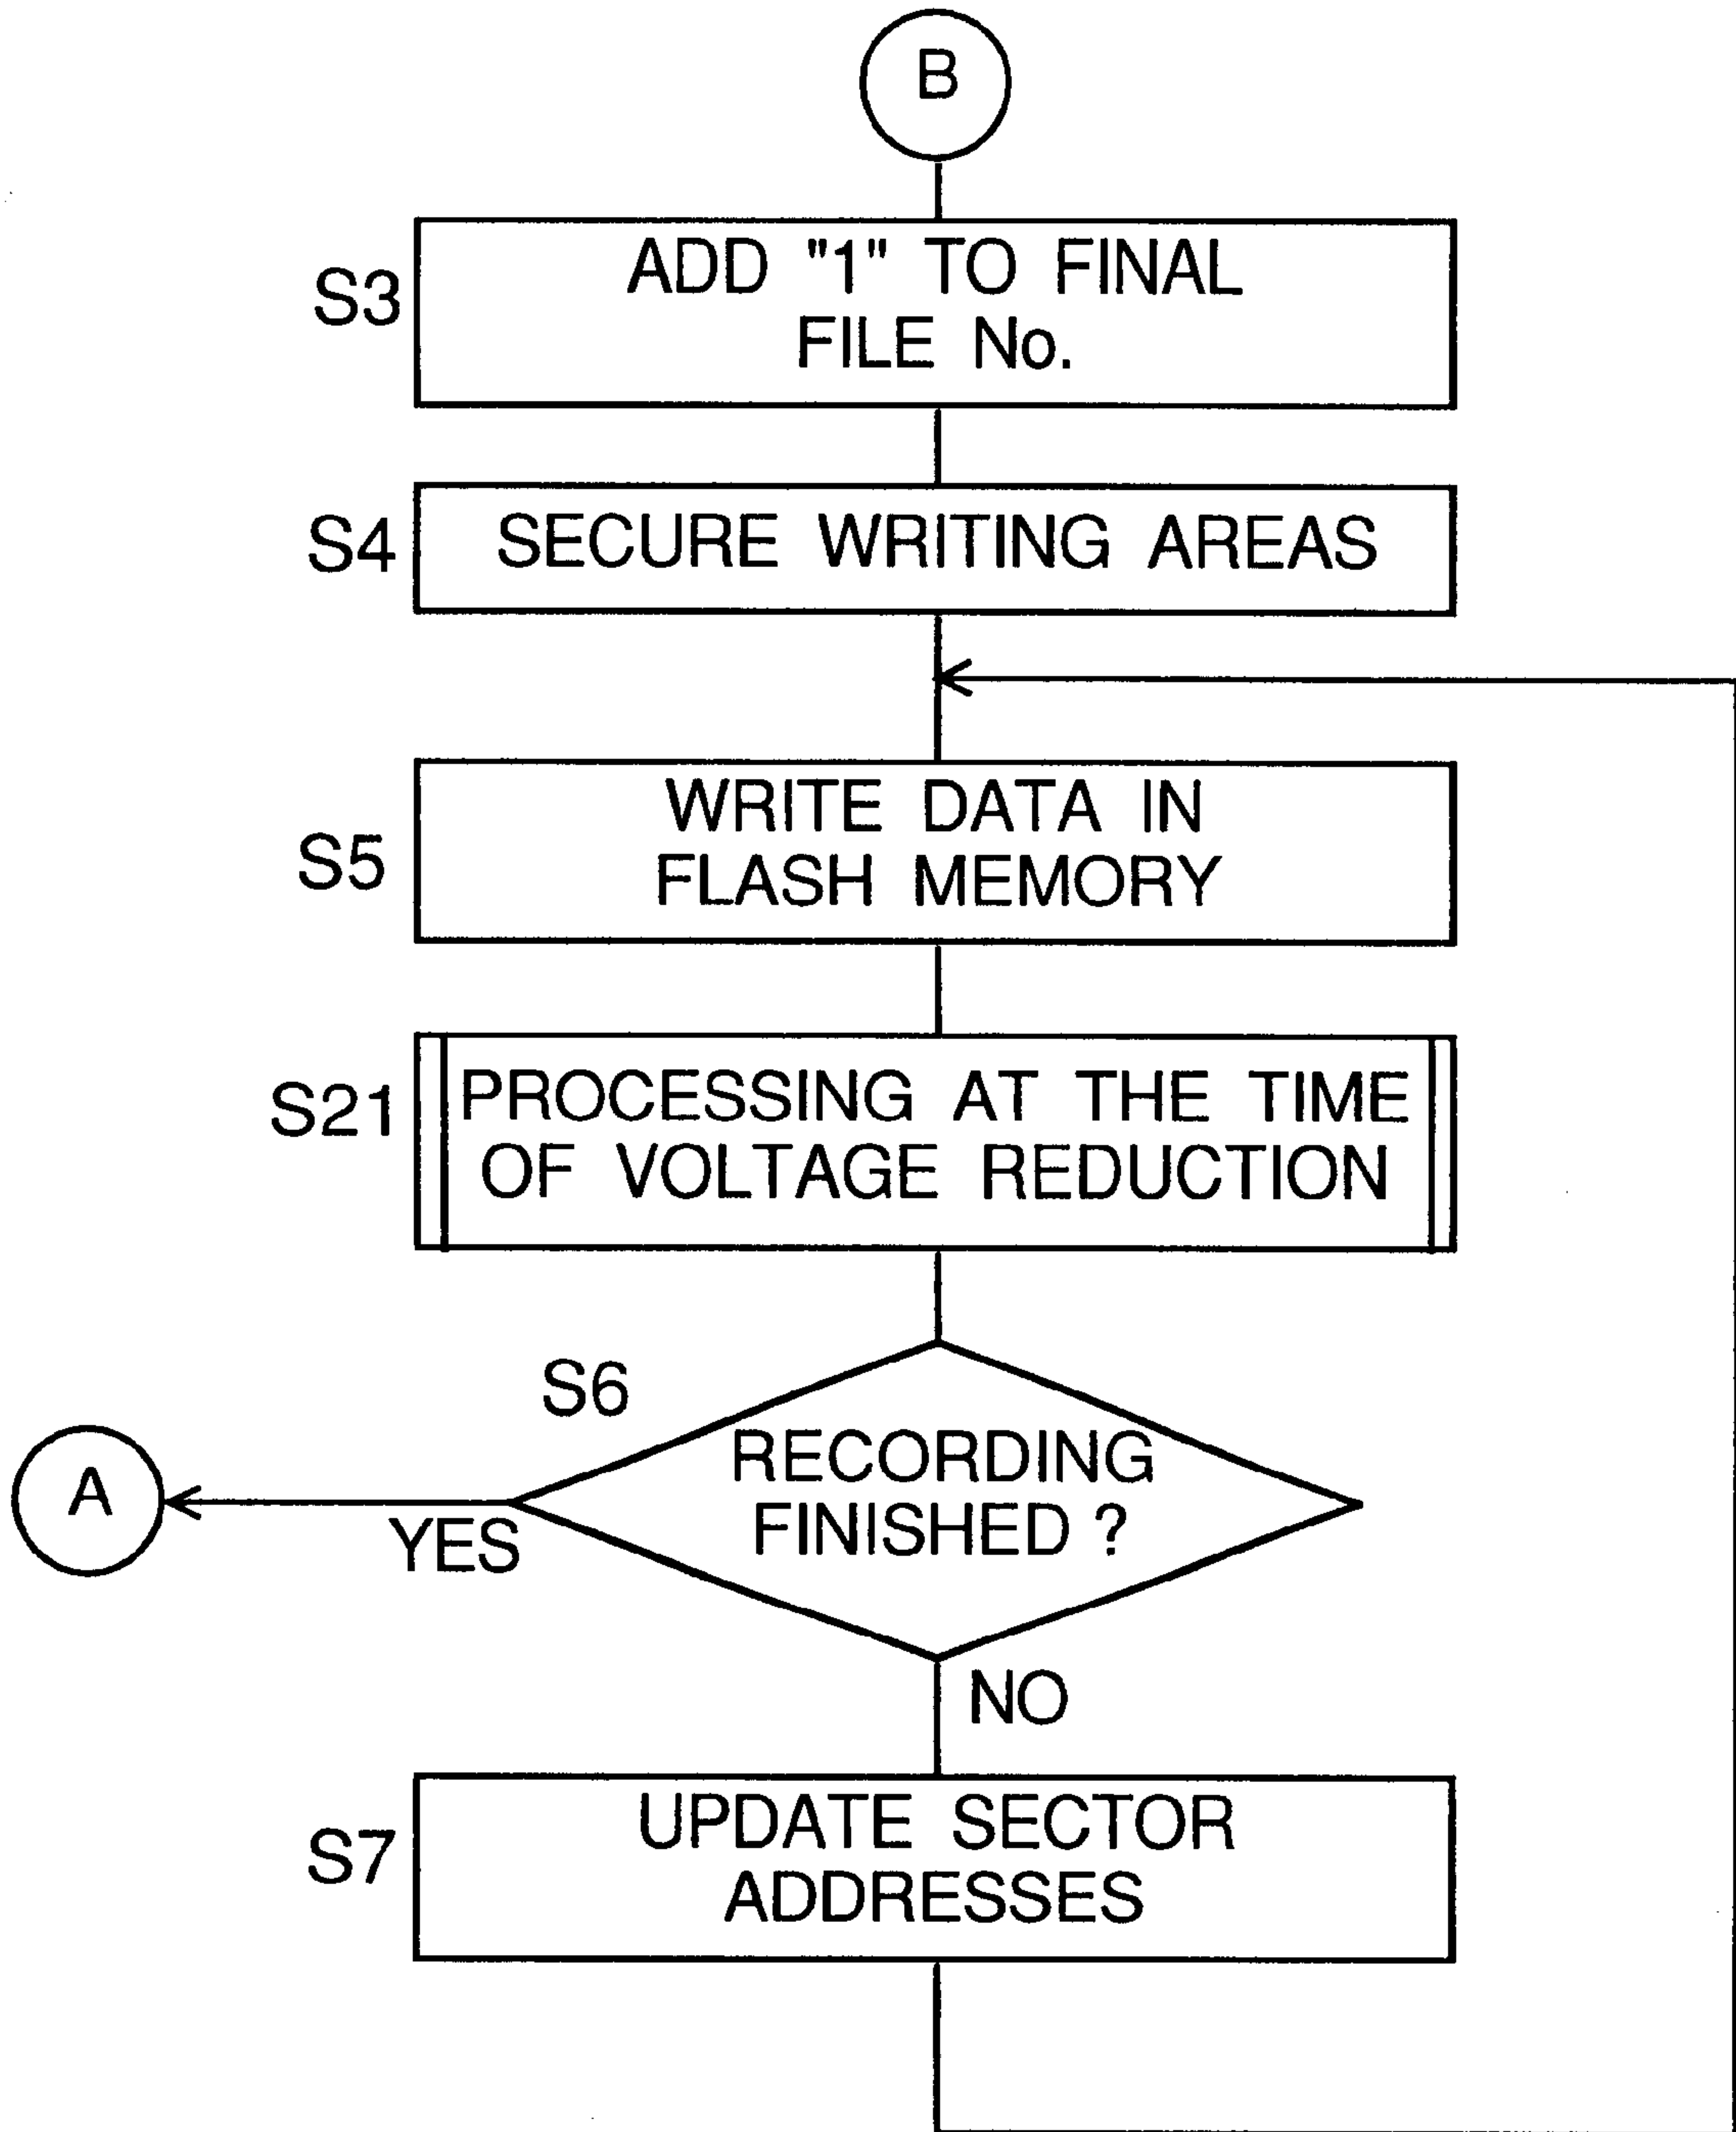 B
S3
ADD "1" TO FINAL
FILE No.
S4
SECURE WRITING AREAS
S5
WRITE DATA IN
FLASH MEMORY
S21
PROCESSING AT THE TIME
OF VOLTAGE REDUCTION
S6
RECORDING
FINISHED ?
A
YES
NO
S7
UPDATE SECTOR
ADDRESSES